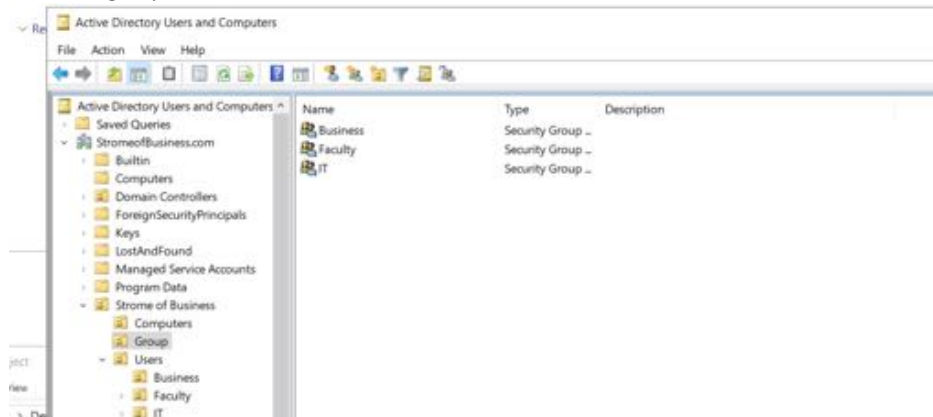 Active Directory Users and Computers
File Action View Help
Active Directory Users and Computers
Saved Queries
StromeofBusiness.com
Builtin
Computers
Domain Controllers
ForeignSecurityPrincipals
Keys
LostAndFound
Managed Service Accounts
Program Data
Strome of Business
Computers
Group
Users
Business
Faculty
IT
Name Type Description
Business Security Group ...
Faculty Security Group ...
IT Security Group ...